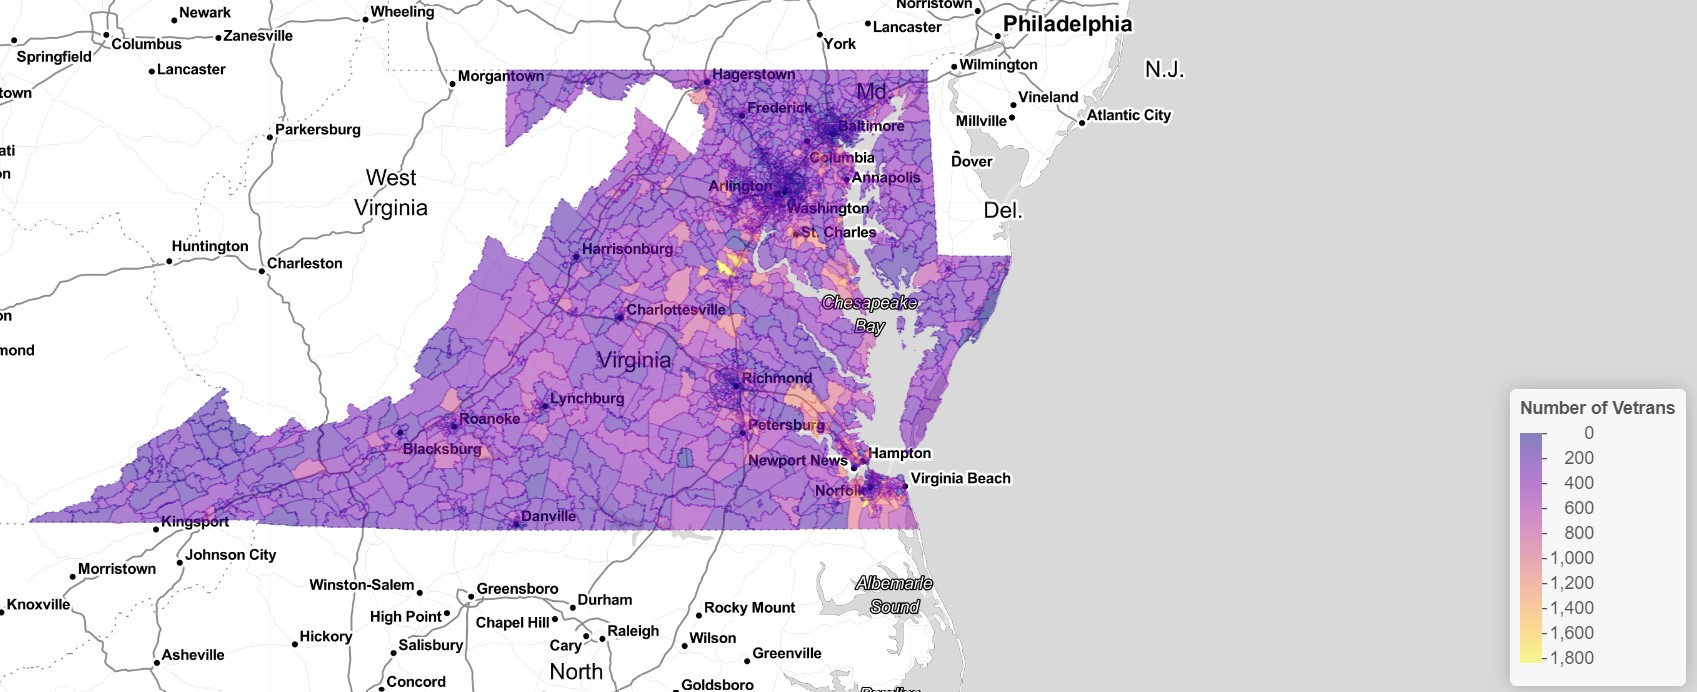 Newark
Wheeling
Norristown
Philadelphia
Lancaster
Springfield
Columbus
Zanesville
York
Lancaster
Morgantown
Hagerstown
Wilmington
N.J.
town
Md.
Vineland
Frederick
Atlantic City
Parkersburg
Baltimore
Millville
ati
Columbia
Dover
on
West
Virginia
Arlington
Annapolis
Washington
Del.
St. Charles
Huntington
Harrisonburg
Charleston
Chesapeake
Bay
on
Charlottesville
mond
Virginia
Richmond
Lynchburg
Roanoke
Petersburg
Blacksburg
Hampton
Newport News
Virginia Beach
Norfolk
Kingsport
Danville
Johnson City
Morristown
Winston-Salem
Greensboro
Albemarle
Sound
Knoxville
High Point
Durham
Rocky Mount
Chapel Hill
Hickory
Salisbury
Cary
Raleigh
Wilson
Asheville
North
Greenville
Concord
Goldsboro
Number of Vetrans
0
200
400
600
800
1,000
1,200
1,400
1,600
1,800